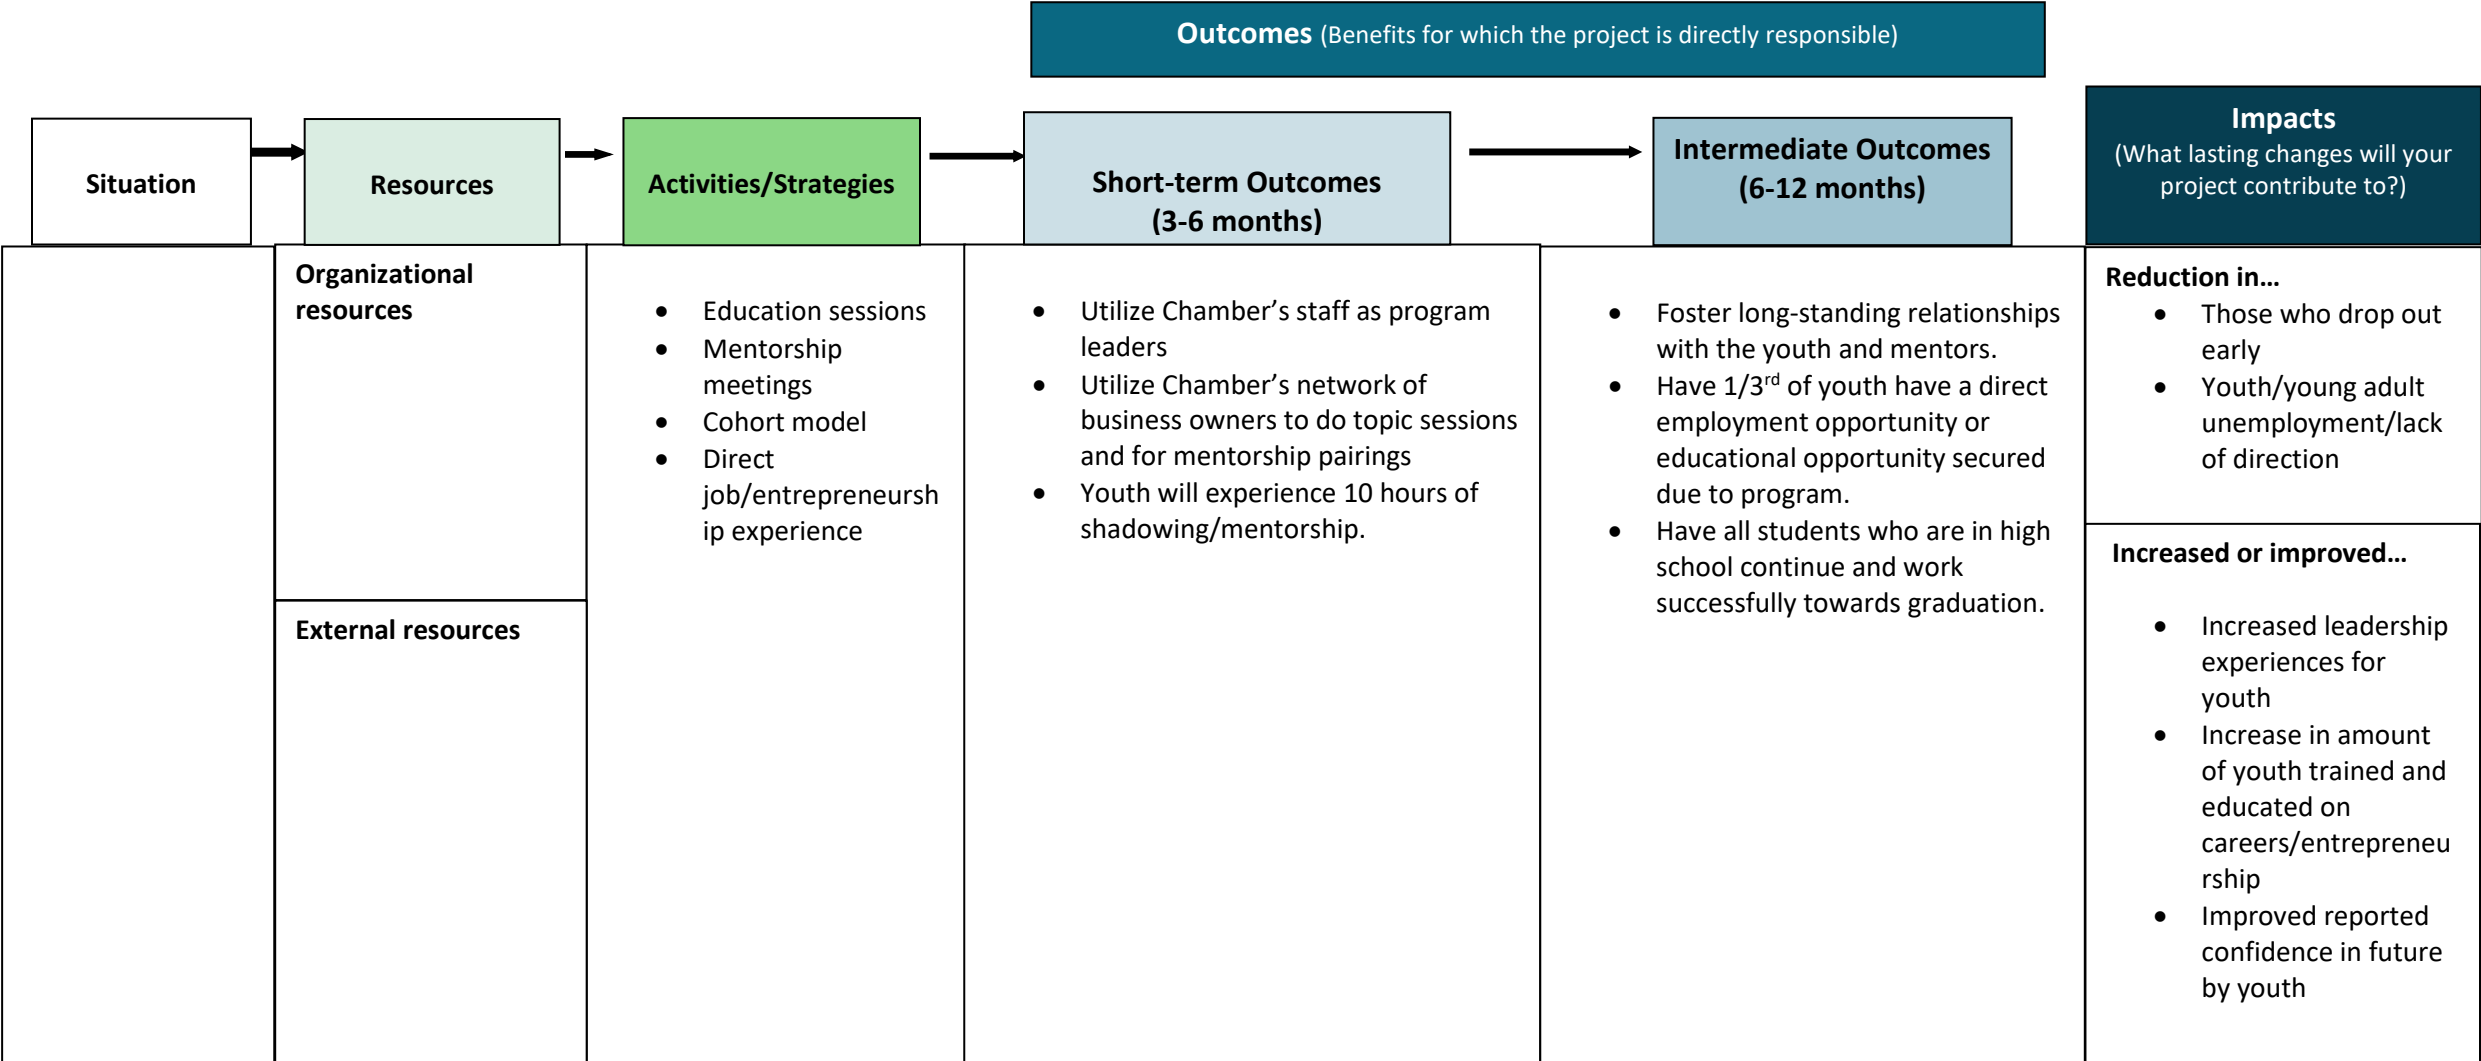 Outcomes (Benefits for which the project is directly responsible)
Situation
Resources
Activities/Strategies
Short-term Outcomes
(3-6 months)
Intermediate Outcomes
(6-12 months)
Impacts
(What lasting changes will your
project contribute to?)
Organizational
resources
External resources
• Education sessions
• Mentorship
meetings
• Cohort model
• Direct
job/entrepreneursh
ip experience
• Utilize Chamber’s staff as program
leaders
• Utilize Chamber’s network of
business owners to do topic sessions
and for mentorship pairings
• Youth will experience 10 hours of
shadowing/mentorship.
• Foster long-standing relationships
with the youth and mentors.
• Have 1/3rd of youth have a direct
employment opportunity or
educational opportunity secured
due to program.
• Have all students who are in high
school continue and work
successfully towards graduation.
Reduction in…
• Those who drop out
early
• Youth/young adult
unemployment/lack
of direction
Increased or improved…
• Increased leadership
experiences for
youth
• Increase in amount
of youth trained and
educated on
careers/entrepreneu
rship
• Improved reported
confidence in future
by youth